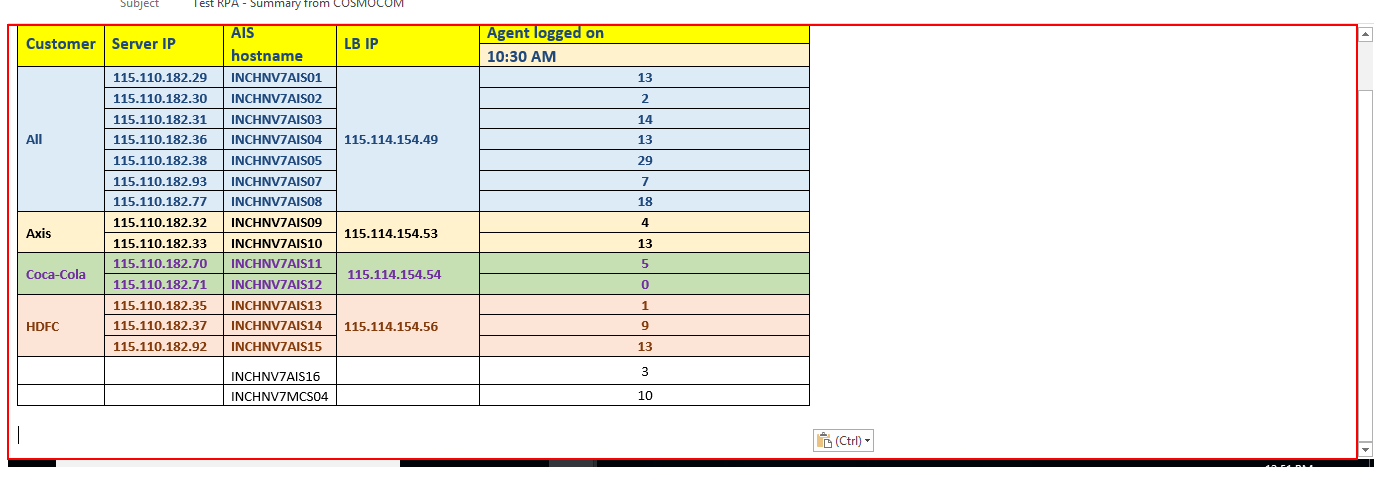 Subject Test RPA - Summary from COSMOCOM
Customer Server IP AIS hostname LB IP Agent logged on
10:30 AM
All 115.110.182.29 INCHNV7AIS01 115.114.154.49 13
115.110.182.30 INCHNV7AIS02 2
115.110.182.31 INCHNV7AIS03 14
115.110.182.36 INCHNV7AIS04 13
115.110.182.38 INCHNV7AIS05 29
115.110.182.93 INCHNV7AIS07 7
115.110.182.77 INCHNV7AIS08 18
Axis 115.110.182.32 INCHNV7AIS09 115.114.154.53 4
115.110.182.33 INCHNV7AIS10 13
Coca-Cola 115.110.182.70 INCHNV7AIS11 115.114.154.54 5
115.110.182.71 INCHNV7AIS12 0
HDFC 115.110.182.35 INCHNV7AIS13 115.114.154.56 1
115.110.182.37 INCHNV7AIS14 9
115.110.182.92 INCHNV7AIS15 13
INCHNV7AIS16 3
INCHNV7MCS04 10
(Ctrl)